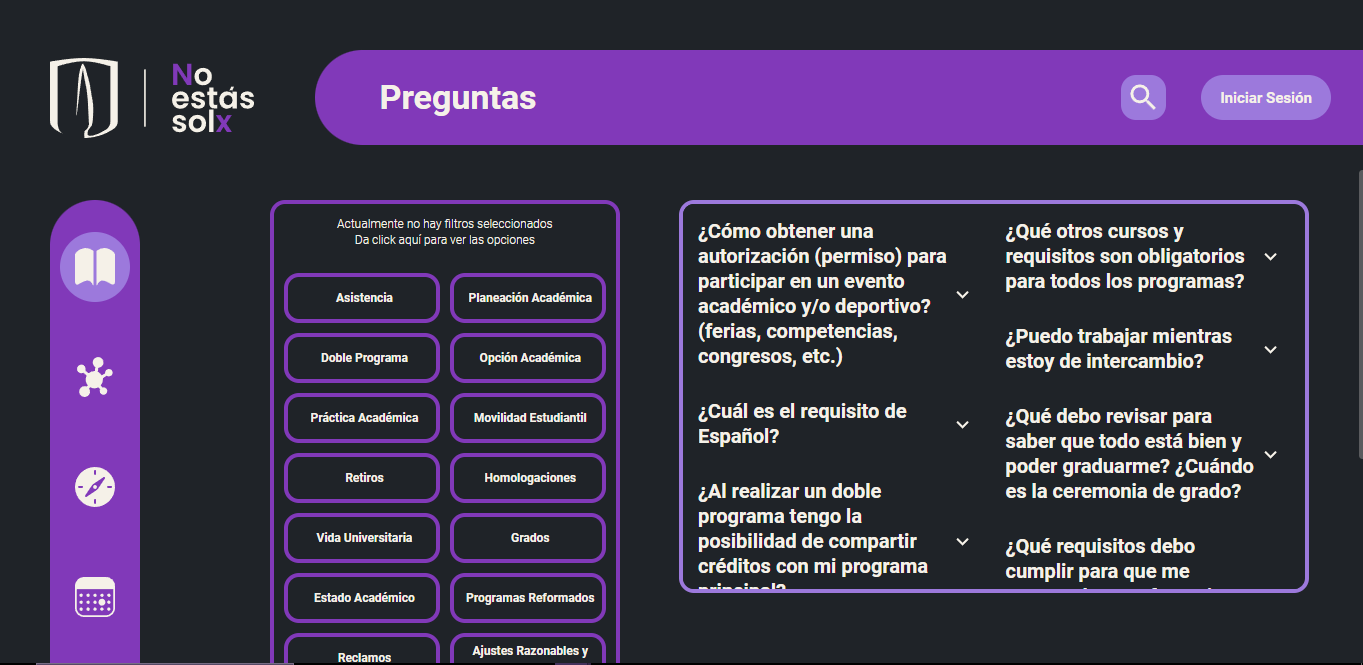 No
estás
solx
Preguntas
Iniciar Sesión
Actualmente no hay filtros seleccionados
Da click aquí para ver las opciones
Asistencia
Planeación Académica
Doble Programa
Opción Académica
Práctica Académica
Movilidad Estudiantil
Retiros
Homologaciones
Vida Universitaria
Grados
Estado Académico
Programas Reformados
Reclamos
Ajustes Razonables y
¿Cómo obtener una
autorización (permiso) para
participar en un evento
académico y/o deportivo?
(ferias, competencias,
congresos, etc.)
¿Cuál es el requisito de
Español?
¿Al realizar un doble
programa tengo la
posibilidad de compartir
créditos con mi programa
principal?
¿Qué otros cursos y
requisitos son obligatorios
para todos los programas?
¿Puedo trabajar mientras
estoy de intercambio?
¿Qué debo revisar para
saber que todo está bien y
poder graduarme? ¿Cuándo
es la ceremonia de grado?
¿Qué requisitos debo
cumplir para que me